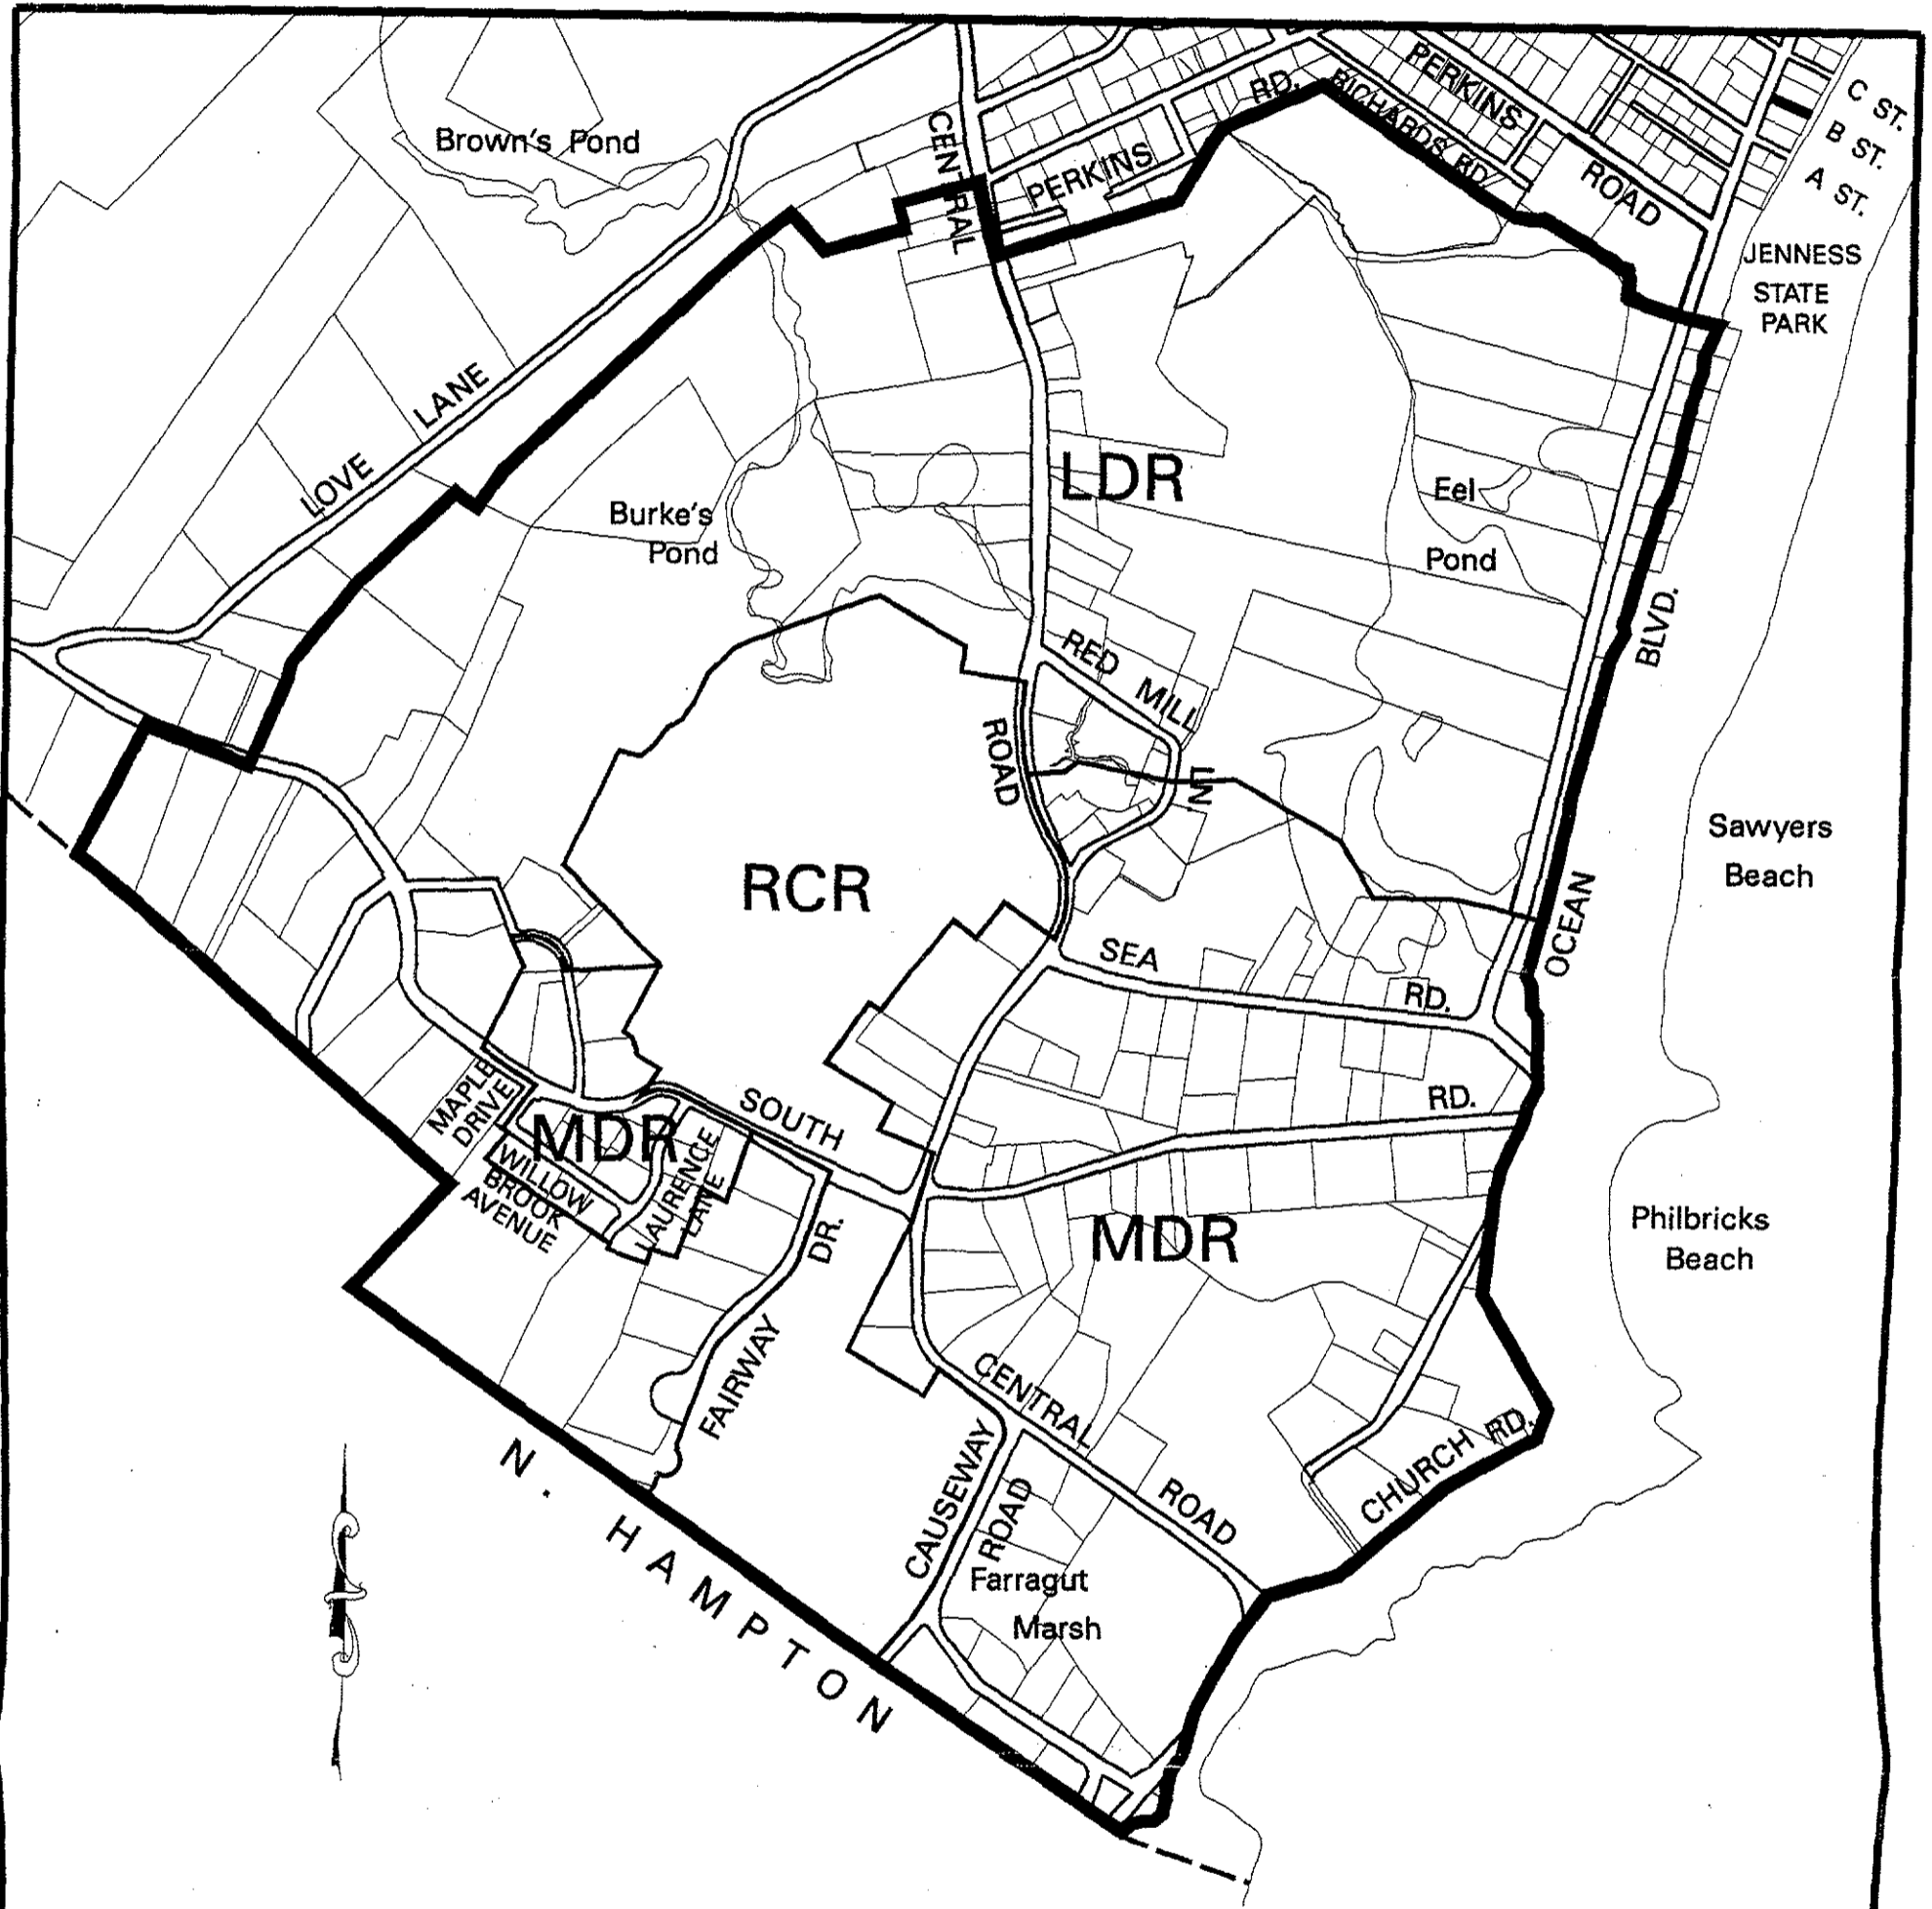 PERKINS
C ST.
B ST.
A ST.
RD.
RICHARDS RD.
CENTRAL
PERKINS
ROAD
Brown's Pond
JENNESS
STATE
PARK
LOVE LANE
LDR
Burke's
Pond
Eel
Pond
BLVD.
RED MILL
LN.
ROAD
Sawyers
Beach
RCR
OCEAN
SEA
RD.
RD.
MAPLE
DRIVE
MDR
SOUTH
WILLOW
BROOK
AVENUE
LAURENCE
LANE
DR.
FAIRWAY
MDR
Philbricks
Beach
CENTRAL
ROAD
CHURCH RD.
CAUSEWAY
ROAD
Farragut
Marsh
N. HAMPTON